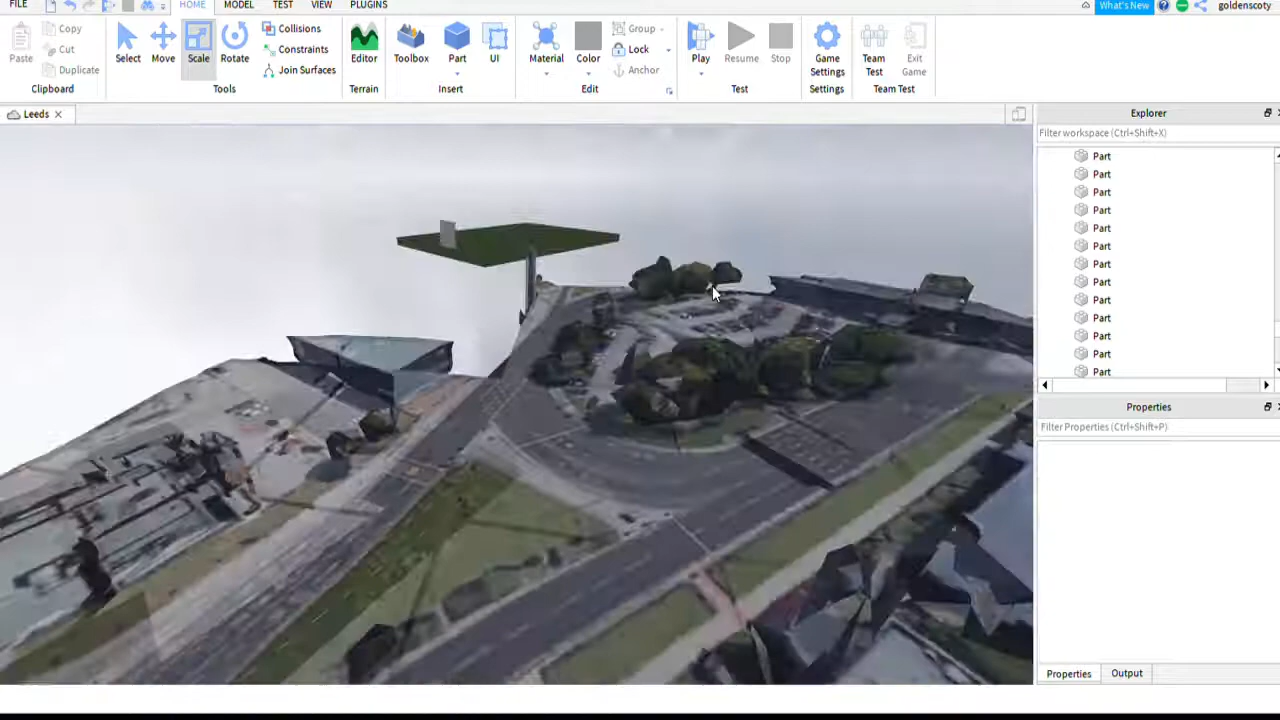 FILE HOME MODEL TEST VIEW PLUGINS What's New goldenscoty
Paste Copy Cut Duplicate Select Move Scale Rotate Collisions Constraints Join Surfaces Editor Toolbox Part UI Material Color Group Lock Anchor Play Resume Stop Game Settings Team Test Exit Game
Clipboard Tools Terrain Insert Edit Test Settings Team Test
Leeds
Explorer
Filter workspace (Ctrl+Shift+X)
Part
Part
Part
Part
Part
Part
Part
Part
Part
Part
Part
Part
Part
Properties
Filter Properties (Ctrl+Shift+P)
Properties Output